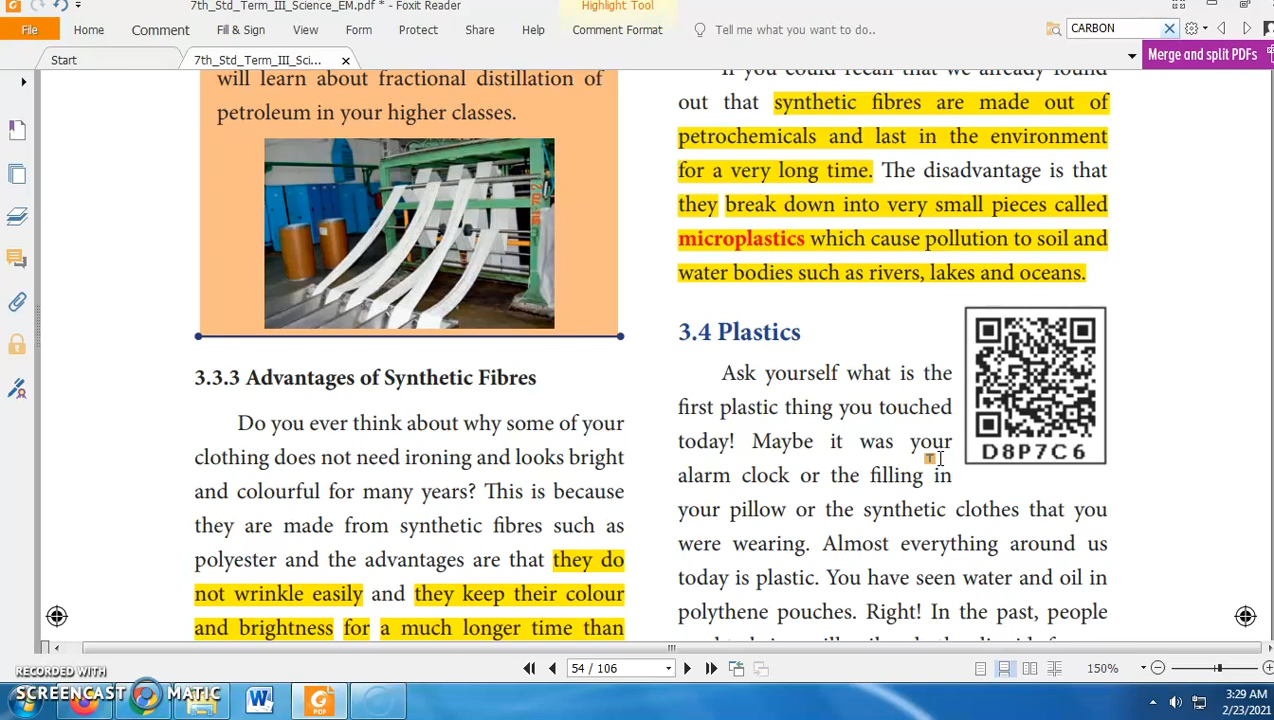 7th_Std_Term_III_Science_EM.pdf * - Foxit Reader
Highlight Tool
File
Home
Comment
Fill & Sign
View
Form
Protect
Share
Help
Comment Format
Tell me what you want to do..
CARBON
Start
7th_Std_Term_III_Sci...
Merge and split PDFs
will learn about fractional distillation of
petroleum in your higher classes.
3.3.3 Advantages of Synthetic Fibres
Do you ever think about why some of your
clothing does not need ironing and looks bright
and colourful for many years? This is because
they are made from synthetic fibres such as
polyester and the advantages are that they do
not wrinkle easily and they keep their colour
and brightness for a much longer time than
If you could recall that we already found
out that synthetic fibres are made out of
petrochemicals and last in the environment
for a very long time. The disadvantage is that
they break down into very small pieces called
microplastics which cause pollution to soil and
water bodies such as rivers, lakes and oceans.
3.4 Plastics
Ask yourself what is the
first plastic thing you touched
today! Maybe it was your
alarm clock or the filling in
your pillow or the synthetic clothes that you
were wearing. Almost everything around us
today is plastic. You have seen water and oil in
polythene pouches. Right! In the past, people
D8P7C6
54 / 106
150%
RECORDED WITH
SCREENCAST MATIC
3:29 AM
2/23/2021